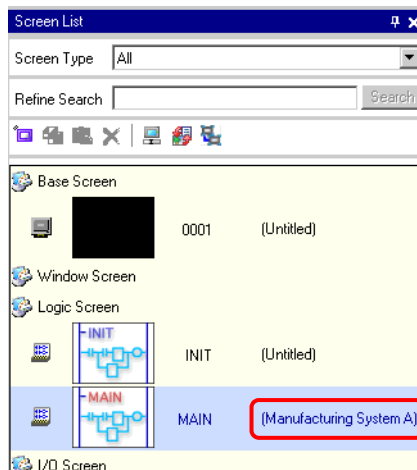 Screen List
Screen Type All
Refine Search Search
Base Screen
0001 (Untitled)
Window Screen
Logic Screen
INIT
INIT (Untitled)
MAIN
MAIN (Manufacturing System A)
I/O Screen